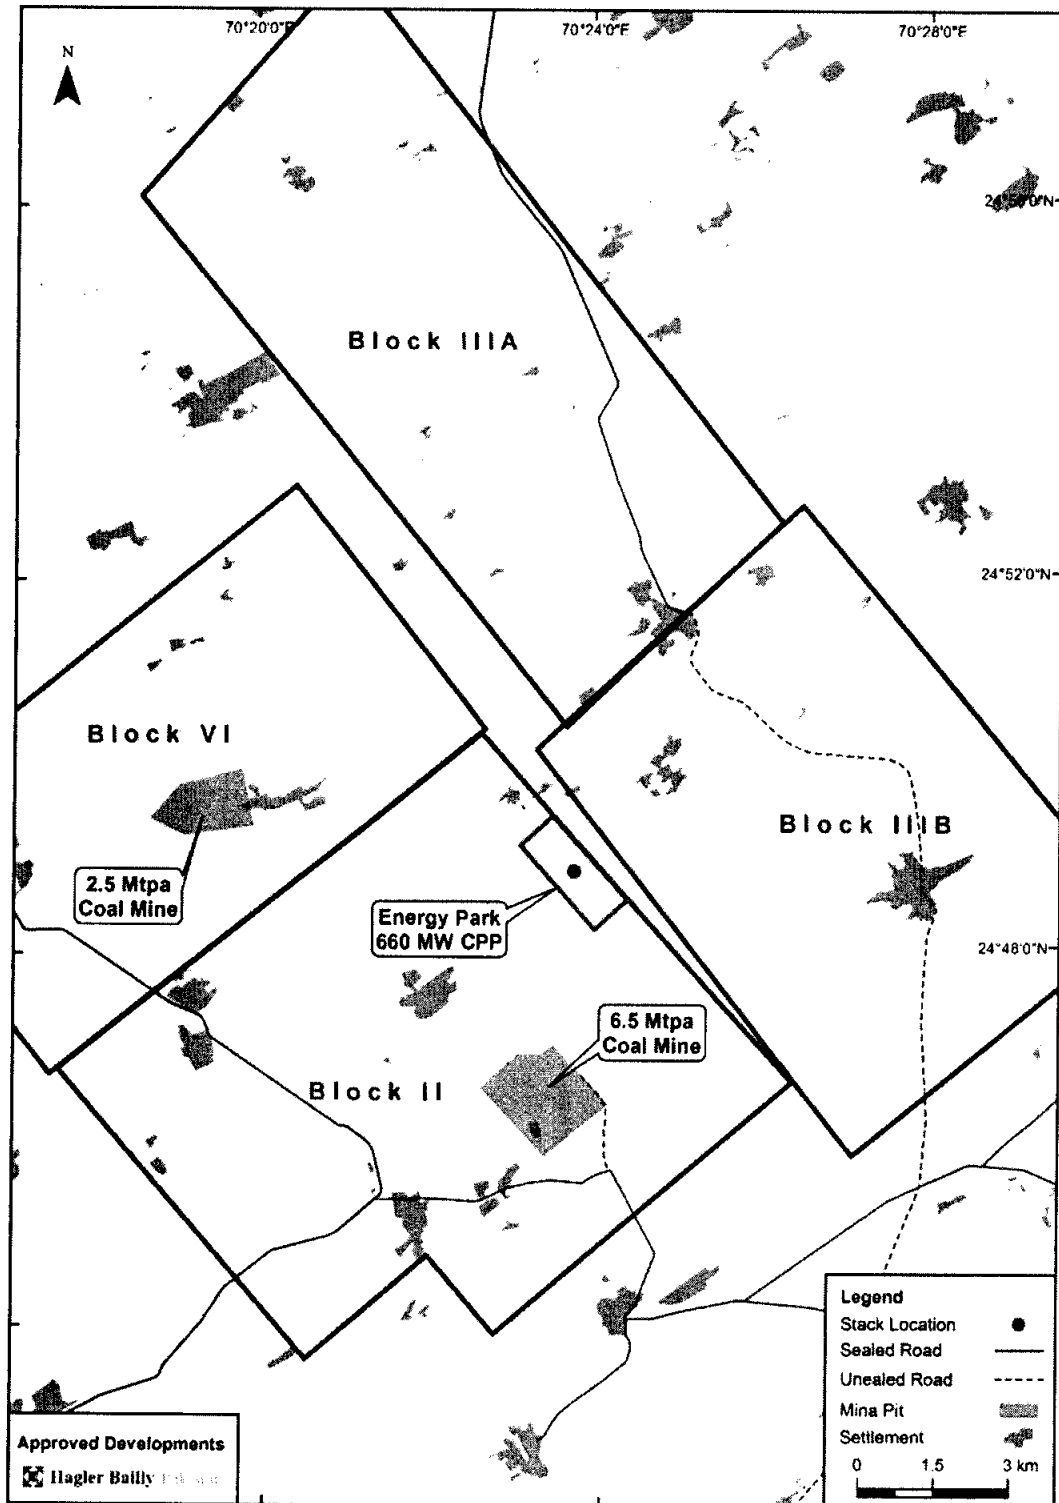 70°20'0"E
70°24'0"E
70°28'0"E
N
24°56'0"N
Block IIIA
24°52'0"N
Block VI
Block IIIB
2.5 Mtpa
Coal Mine
Energy Park
660 MW CPP
24°48'0"N
6.5 Mtpa
Coal Mine
Block II
Legend
Stack Location
Sealed Road
Unealed Road
Mina Pit
Settlement
0 1.5 3 km
Approved Developments
Hagler Bailly